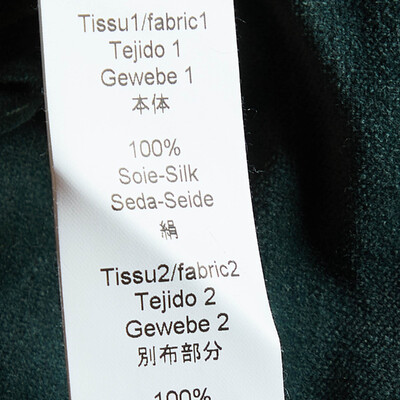 Tissu1/fabric1
Tejido 1
Gewebe 1
本体
100%
Soie-Silk
Seda-Seide
絹
Tissu2/fabric2
Tejido 2
Gewebe 2
別布部分
100%